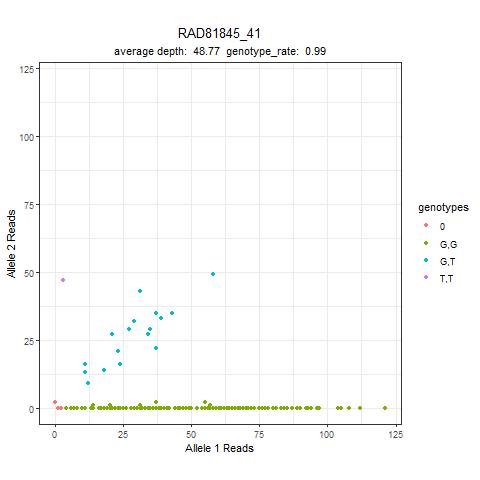 RAD81845_41
average depth: 48.77 genotype_rate: 0.99
125
100
75
50
25
0
Allele 2 Reads
0 25 50 75 100 125
Allele 1 Reads
genotypes
0
G,G
G,T
T,T